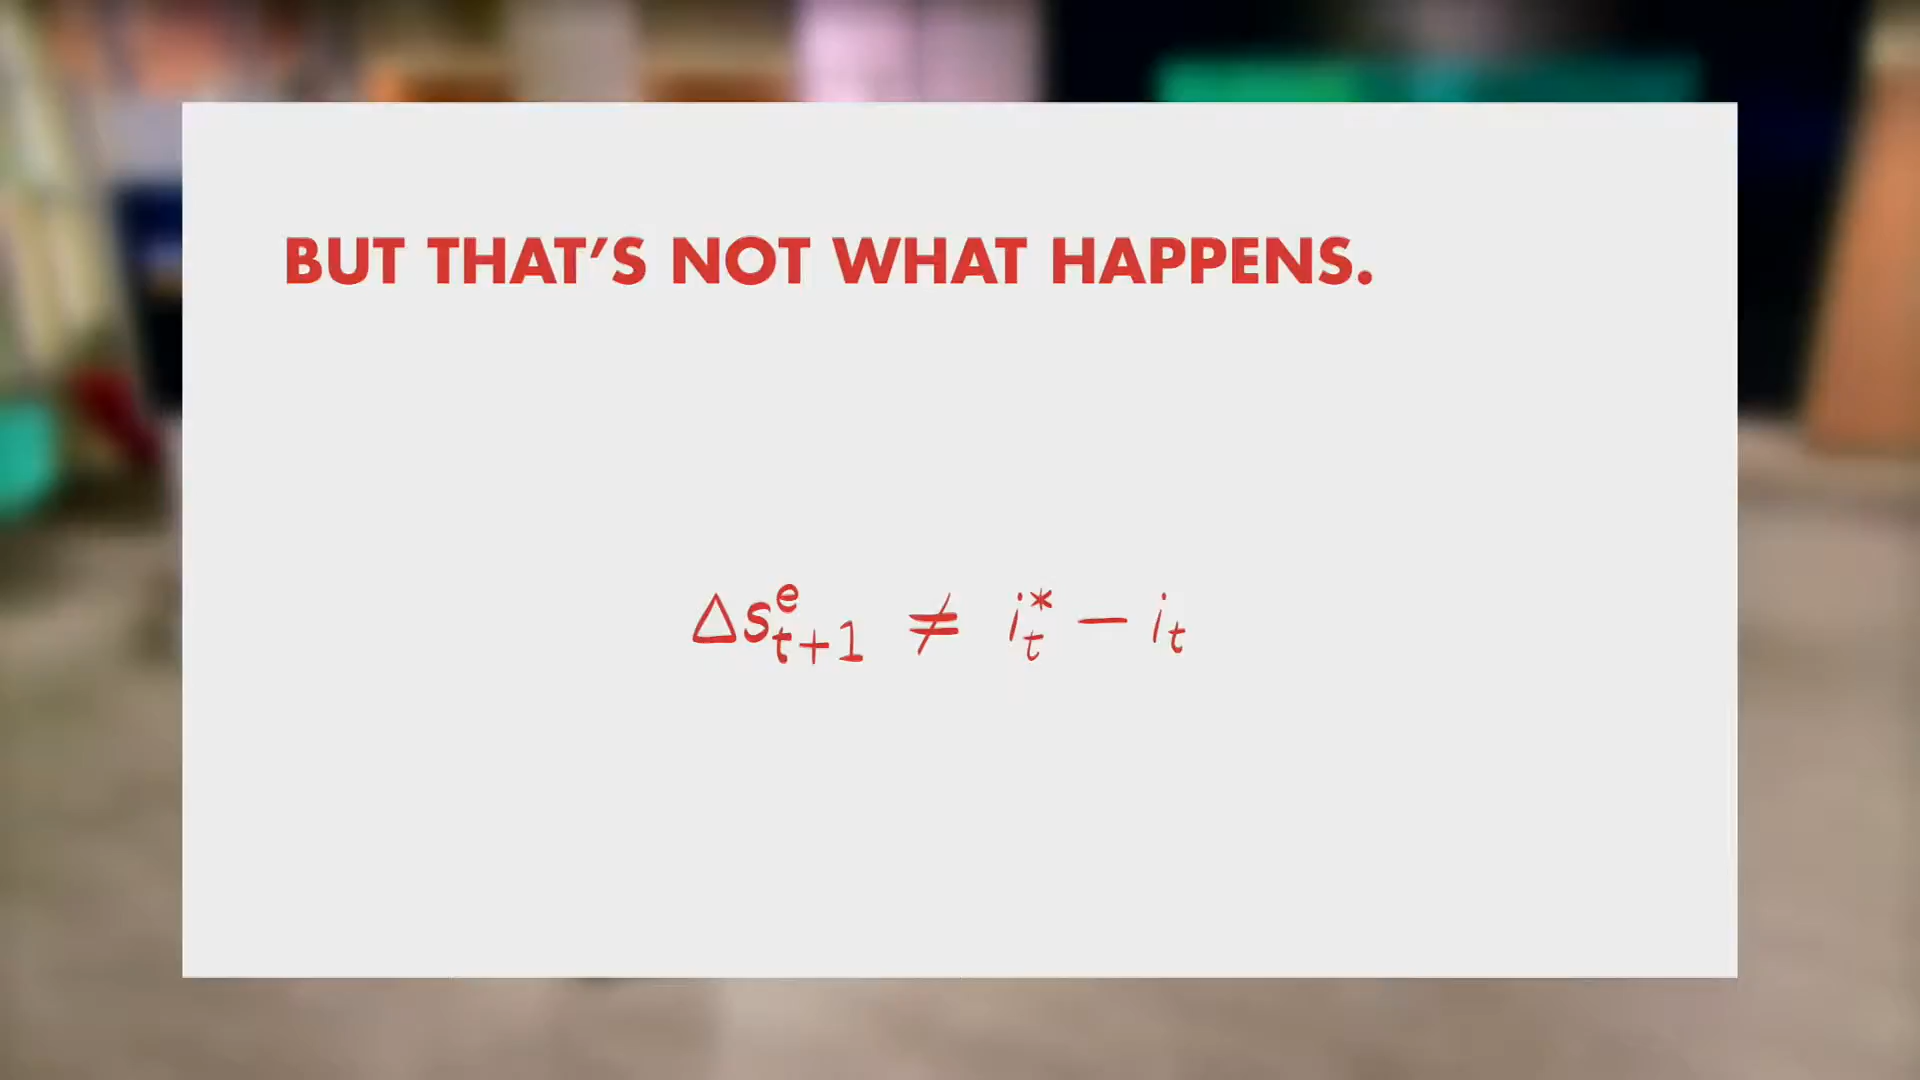 BUT THAT’S NOT WHAT HAPPENS.
Δs^e_{t+1} ≠ i^*_t − i_t